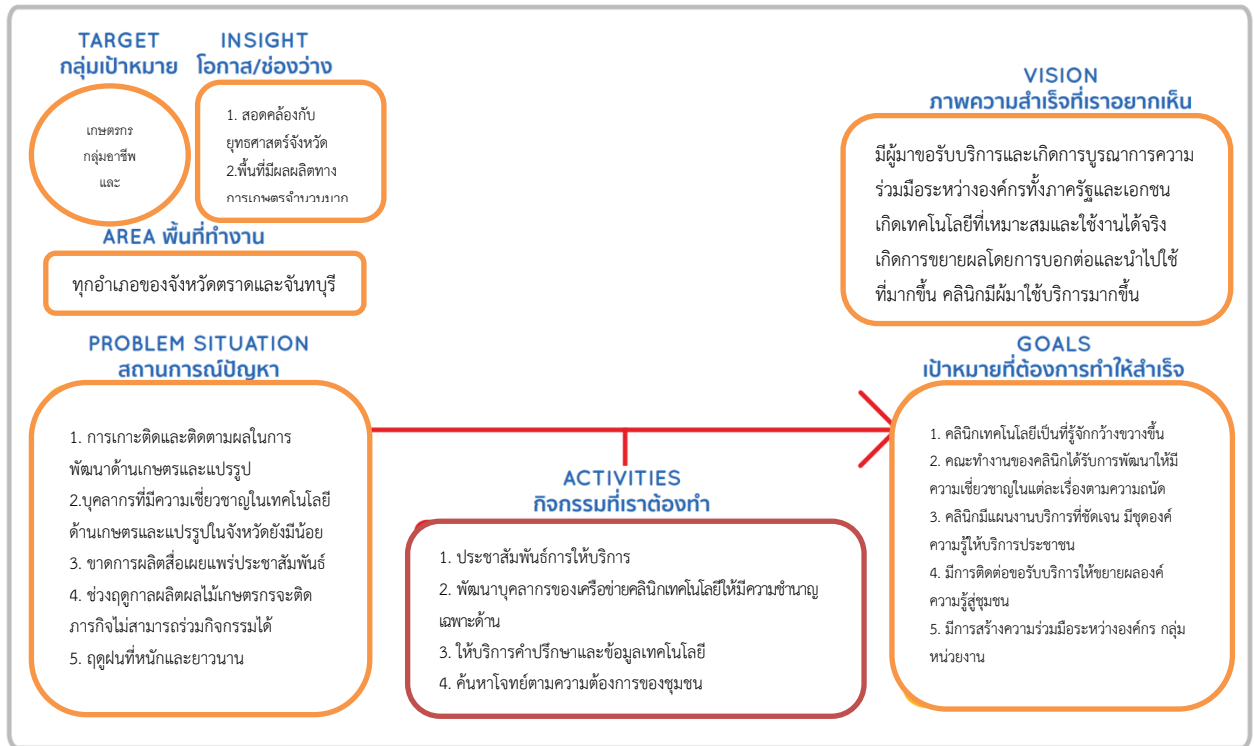 TARGET
กลุ่มเป้าหมาย
เกษตรกร
กลุ่มอาชีพ
และ
INSIGHT
โอกาส/ช่องว่าง
1. สอดคล้องกับ
ยุทธศาสตร์จังหวัด
2.พื้นที่มีผลผลิตทาง
การเกษตรจำนวนมาก
AREA พื้นที่ทำงาน
ทุกอำเภอของจังหวัดตราดและจันทบุรี
VISION
ภาพความสำเร็จที่เราอยากเห็น
มีผู้มาขอรับบริการและเกิดการบูรณาการความ
ร่วมมือระหว่างองค์กรทั้งภาครัฐและเอกชน
เกิดเทคโนโลยีที่เหมาะสมและใช้งานได้จริง
เกิดการขยายผลโดยการบอกต่อและนำไปใช้
ที่มากขึ้น คลินิกมีผู้มาใช้บริการมากขึ้น
PROBLEM SITUATION
สถานการณ์ปัญหา
1. การเกาะติดและติดตามผลในการ
พัฒนาด้านเกษตรและแปรรูป
2.บุคลากรที่มีความเชี่ยวชาญในเทคโนโลยี
ด้านเกษตรและแปรรูปในจังหวัดยังมีน้อย
3. ขาดการผลิตสื่อเผยแพร่ประชาสัมพันธ์
4. ช่วงฤดูกาลผลิตผลไม้เกษตรกรจะติด
ภารกิจไม่สามารถร่วมกิจกรรมได้
5. ฤดูฝนที่หนักและยาวนาน
ACTIVITIES
กิจกรรมที่เราต้องทำ
1. ประชาสัมพันธ์การให้บริการ
2. พัฒนาบุคลากรของเครือข่ายคลินิกเทคโนโลยีให้มีความชำนาญ
เฉพาะด้าน
3. ให้บริการคำปรึกษาและข้อมูลเทคโนโลยี
4. ค้นหาโจทย์ตามความต้องการของชุมชน
GOALS
เป้าหมายที่ต้องการทำให้สำเร็จ
1. คลินิกเทคโนโลยีเป็นที่รู้จักกว้างขวางขึ้น
2. คณะทำงานของคลินิกได้รับการพัฒนาให้มี
ความเชี่ยวชาญในแต่ละเรื่องตามความถนัด
3. คลินิกมีแผนงานบริการที่ชัดเจน มีชุดองค์
ความรู้ให้บริการประชาชน
4. มีการติดต่อขอรับบริการให้ขยายผลองค์
ความรู้สู่ชุมชน
5. มีการสร้างความร่วมมือระหว่างองค์กร กลุ่ม
หน่วยงาน